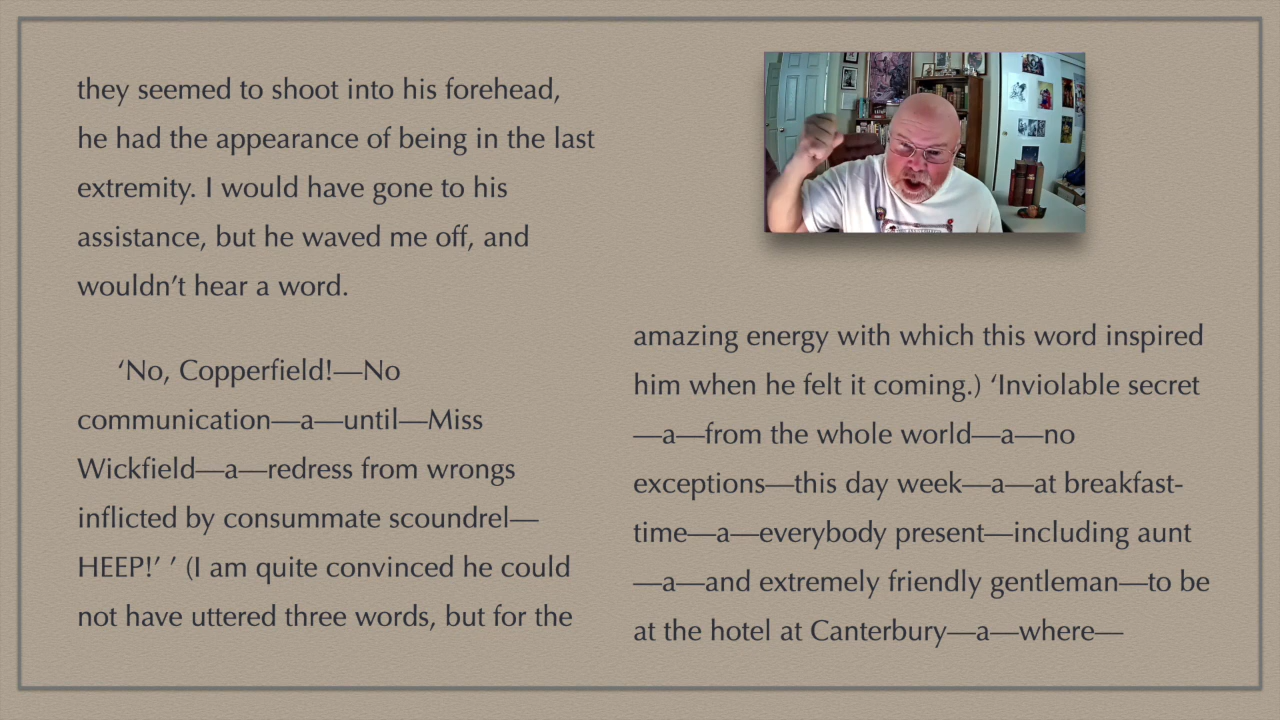 they seemed to shoot into his forehead,
he had the appearance of being in the last
extremity. I would have gone to his
assistance, but he waved me off, and
wouldn’t hear a word.
‘No, Copperfield!—No
communication—a—until—Miss
Wickfield—a—redress from wrongs
inflicted by consummate scoundrel—
HEEP!’ ’ (I am quite convinced he could
not have uttered three words, but for the
amazing energy with which this word inspired
him when he felt it coming.) ‘Inviolable secret
—a—from the whole world—a—no
exceptions—this day week—a—at breakfast-
time—a—everybody present—including aunt
—a—and extremely friendly gentleman—to be
at the hotel at Canterbury—a—where—